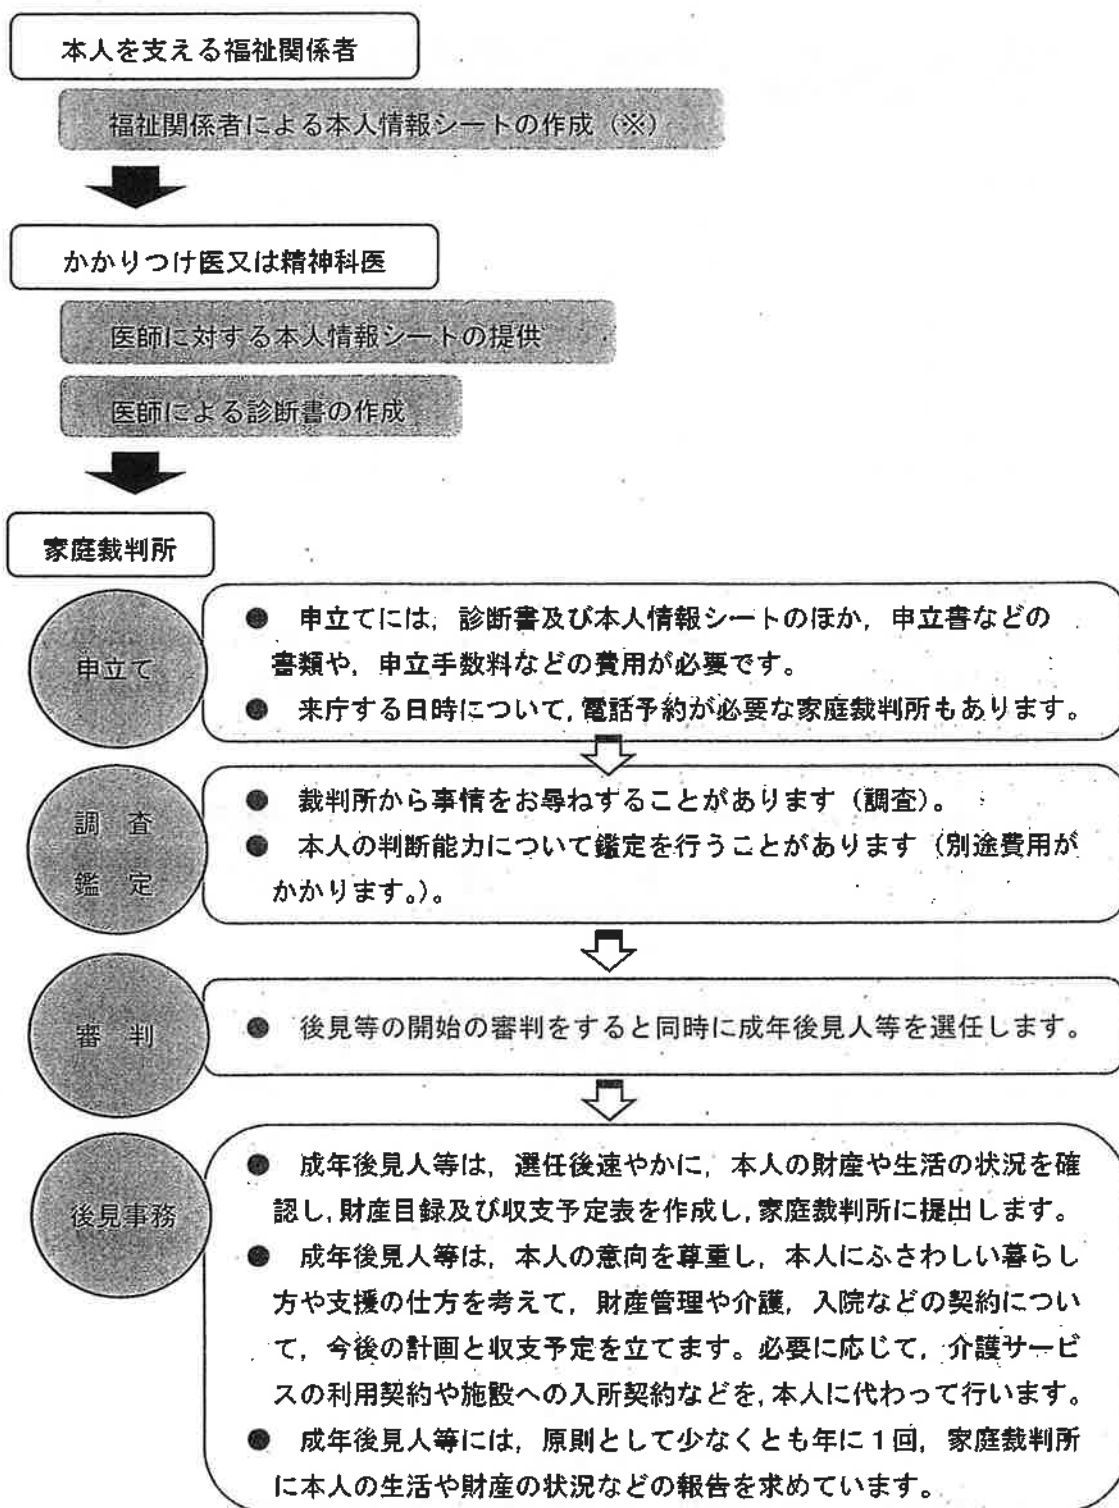 本人を支える福祉関係者
福祉関係者による本人情報シートの作成（※）
かかりつけ医又は精神科医
医師に対する本人情報シートの提供
医師による診断書の作成
家庭裁判所
申立て
● 申立てには，診断書及び本人情報シートのほか，申立書などの
書類や，申立手数料などの費用が必要です。
● 来庁する日時について，電話予約が必要な家庭裁判所もあります。
調 査
鑑 定
● 裁判所から事情をお尋ねすることがあります（調査）。
● 本人の判断能力について鑑定を行うことがあります（別途費用が
かかります。）。
審 判
● 後見等の開始の審判をすると同時に成年後見人等を選任します。
後見事務
● 成年後見人等は，選任後速やかに，本人の財産や生活の状況を確
認し，財産目録及び収支予定表を作成し，家庭裁判所に提出します。
● 成年後見人等は，本人の意向を尊重し，本人にふさわしい暮らし
方や支援の仕方を考えて，財産管理や介護，入院などの契約につい
て，今後の計画と収支予定を立てます。必要に応じて，介護サービ
スの利用契約や施設への入所契約などを，本人に代わって行います。
● 成年後見人等には，原則として少なくとも年に１回，家庭裁判所
に本人の生活や財産の状況などの報告を求めています。